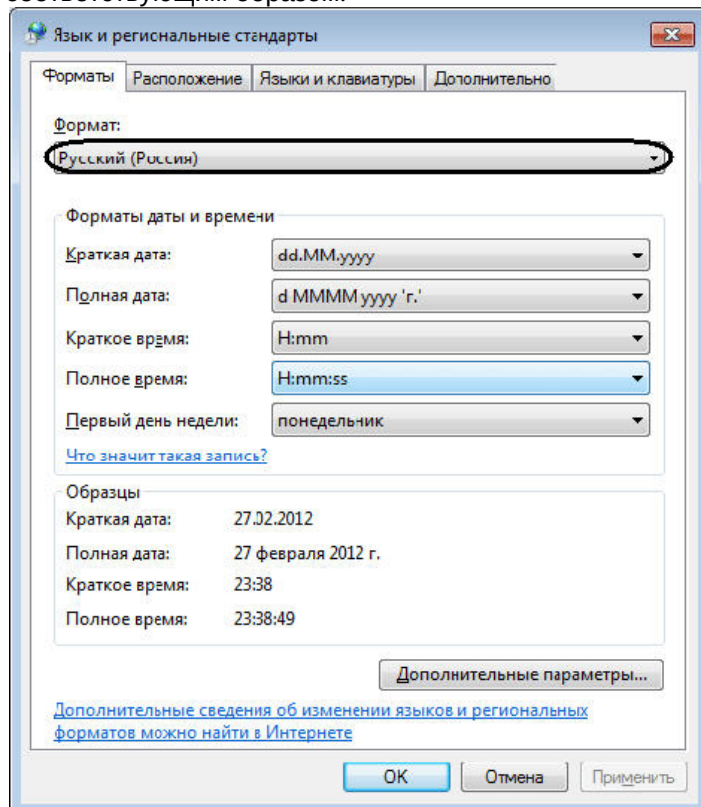 соответствующим образом.
Язык и региональные стандарты
Форматы Расположение Языки и клавиатуры Дополнительно
Формат:
Русский (Россия)
Форматы даты и времени
Краткая дата: dd.MM.yyyy
Полная дата: d MMMM yyyy 'г.'
Краткое время: H:mm
Полное время: H:mm:ss
Первый день недели: понедельник
Что значит такая запись?
Образцы
Краткая дата: 27.02.2012
Полная дата: 27 февраля 2012 г.
Краткое время: 23:38
Полное время: 23:38:49
Дополнительные параметры...
Дополнительные сведения об изменении языков и региональных
форматов можно найти в Интернете
OK Отмена Применить